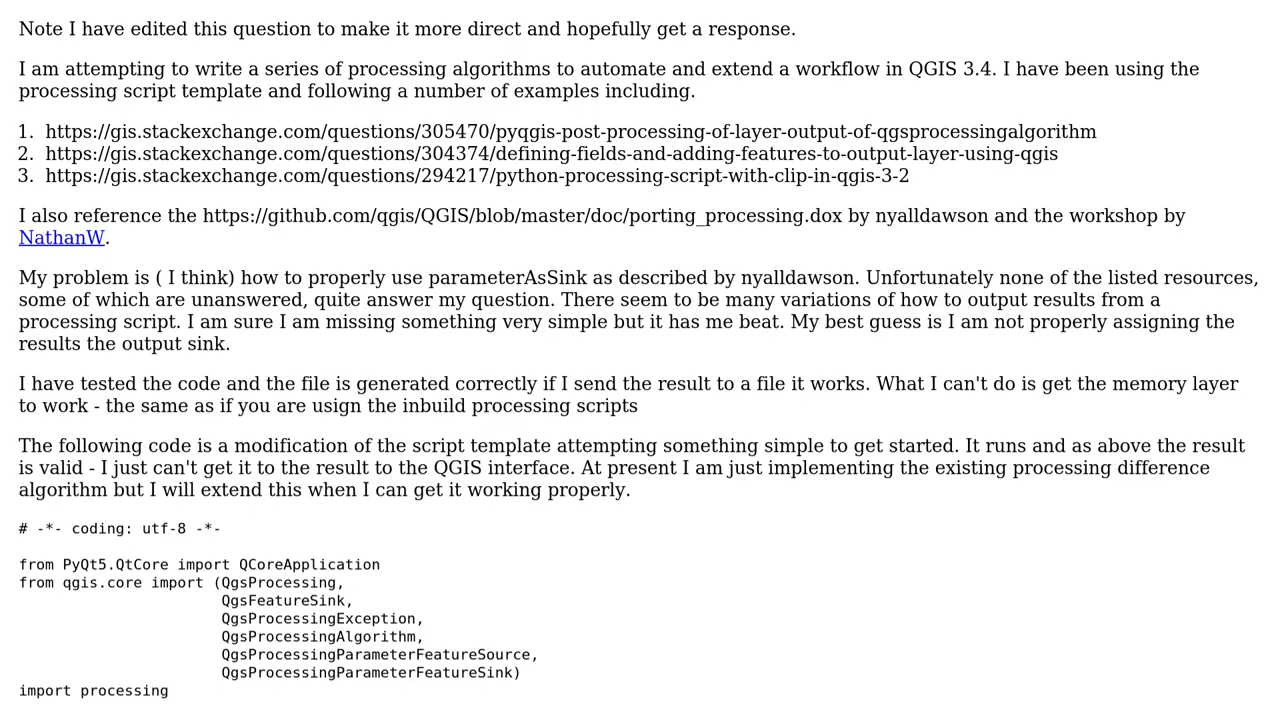 Note I have edited this question to make it more direct and hopefully get a response.
I am attempting to write a series of processing algorithms to automate and extend a workflow in QGIS 3.4. I have been using the
processing script template and following a number of examples including.
1. https://gis.stackexchange.com/questions/305470/pyqgis-post-processing-of-layer-output-of-qgsprocessingalgorithm
2. https://gis.stackexchange.com/questions/304374/defining-fields-and-adding-features-to-output-layer-using-qgis
3. https://gis.stackexchange.com/questions/294217/python-processing-script-with-clip-in-qgis-3-2
I also reference the https://github.com/qgis/QGIS/blob/master/doc/porting_processing.dox by nyalldawson and the workshop by
NathanW.
My problem is ( I think) how to properly use parameterAsSink as described by nyalldawson. Unfortunately none of the listed resources,
some of which are unanswered, quite answer my question. There seem to be many variations of how to output results from a
processing script. I am sure I am missing something very simple but it has me beat. My best guess is I am not properly assigning the
results the output sink.
I have tested the code and the file is generated correctly if I send the result to a file it works. What I can't do is get the memory layer
to work - the same as if you are usign the inbuild processing scripts
The following code is a modification of the script template attempting something simple to get started. It runs and as above the result
is valid - I just can't get it to the result to the QGIS interface. At present I am just implementing the existing processing difference
algorithm but I will extend this when I can get it working properly.
# -*- coding: utf-8 -*-
from PyQt5.QtCore import QCoreApplication
from qgis.core import (QgsProcessing,
QgsFeatureSink,
QgsProcessingException,
QgsProcessingAlgorithm,
QgsProcessingParameterFeatureSource,
QgsProcessingParameterFeatureSink)
import processing